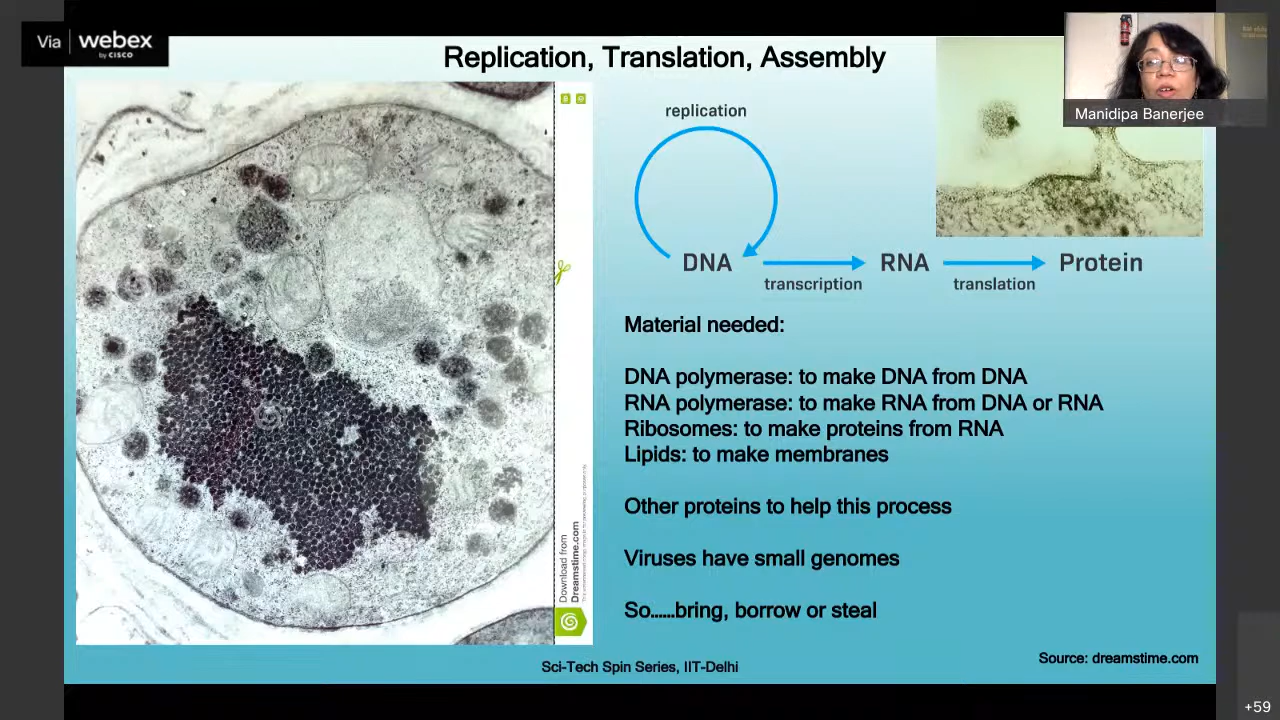 Via webex
by CISCO
Replication, Translation, Assembly
Manidipa Banerjee
replication
DNA
RNA
Protein
transcription
translation
Material needed:
DNA polymerase: to make DNA from DNA
RNA polymerase: to make RNA from DNA or RNA
Ribosomes: to make proteins from RNA
Lipids: to make membranes
Other proteins to help this process
Viruses have small genomes
So......bring, borrow or steal
Download from
Dreamstime.com
Source: dreamstime.com
Sci-Tech Spin Series, IIT-Delhi
+59